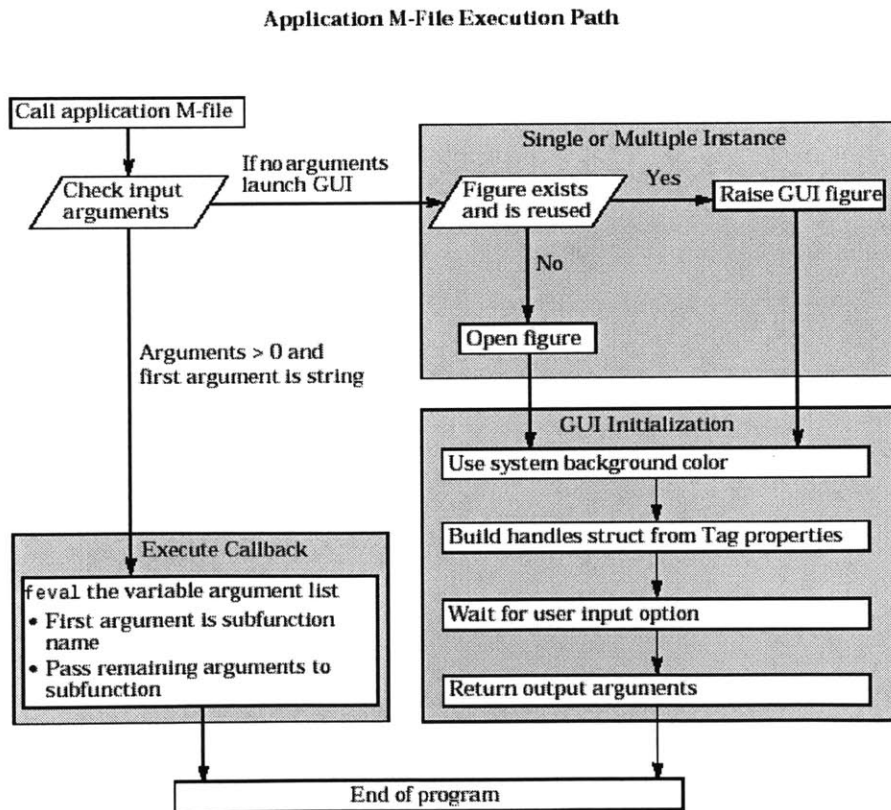 Application M-File Execution Path
Call application M-file
Check input
arguments
If no arguments
launch GUI
Single or Multiple Instance
Figure exists
and is reused
Yes
Raise GUI figure
No
Open figure
Arguments > 0 and
first argument is string
GUI Initialization
Use system background color
Build handles struct from Tag properties
Wait for user input option
Return output arguments
Execute Callback
feval the variable argument list
• First argument is subfunction
name
• Pass remaining arguments to
subfunction
End of program